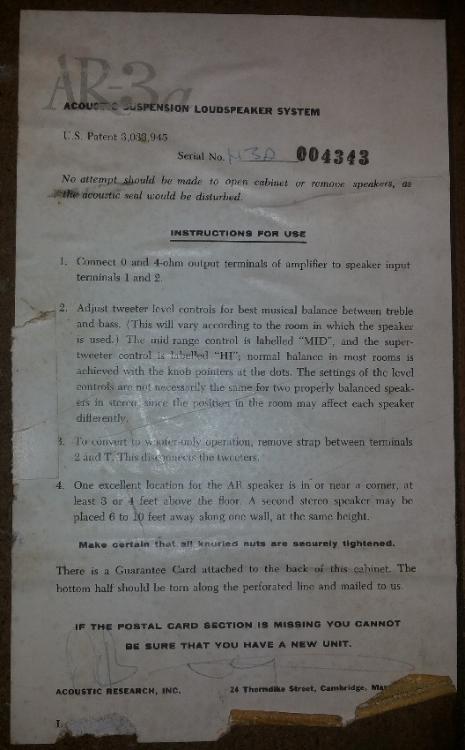 AR-3a
ACOUSTIC SUSPENSION LOUDSPEAKER SYSTEM
U.S. Patent 3,038,945
Serial No. 004343
No attempt should be made to open cabinet or remove speakers, as
the acoustic seal would be disturbed.
INSTRUCTIONS FOR USE
1. Connect 0 and 4-ohm output terminals of amplifier to speaker input
terminals 1 and 2.
2. Adjust tweeter level controls for best musical balance between treble
and bass. (This will vary according to the room in which the speaker
is used.) The mid range control is labelled "MID", and the super-
tweeter control is labelled "HI"; normal balance in most rooms is
achieved with the knob pointers at the dots. The settings of the level
controls are not necessarily the same for two properly balanced speak-
ers in stereo, since the position in the room may affect each speaker
differently.
3. To convert to woofer-only operation, remove strap between terminals
2 and T. This disconnects the tweeters.
4. One excellent location for the AR speaker is in or near a corner, at
least 3 or 4 feet above the floor. A second stereo speaker may be
placed 6 to 10 feet away along one wall, at the same height.
Make certain that all knurled nuts are securely tightened.
There is a Guarantee Card attached to the back of this cabinet. The
bottom half should be torn along the perforated line and mailed to us.
IF THE POSTAL CARD SECTION IS MISSING YOU CANNOT
BE SURE THAT YOU HAVE A NEW UNIT.
ACOUSTIC RESEARCH, INC. 24 Thorndike Street, Cambridge, Mas